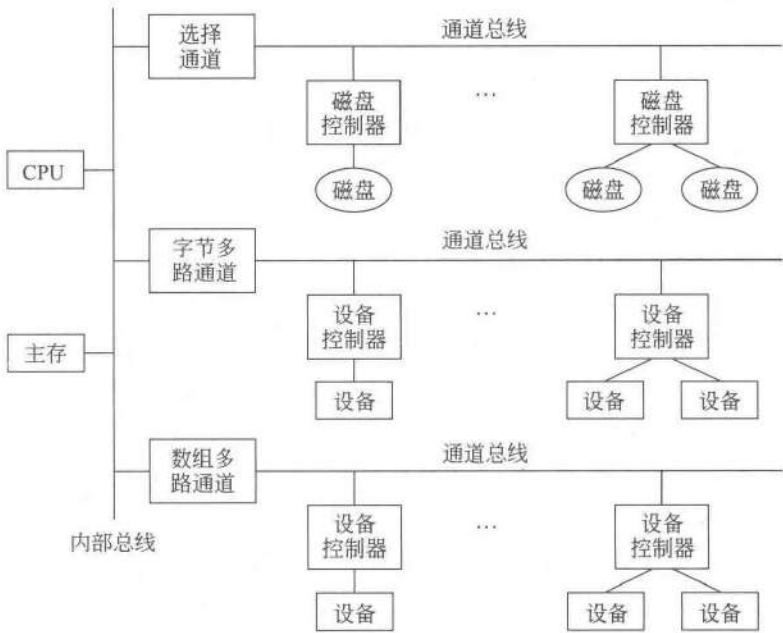 选择
通道
通道总线
磁盘
控制器
…
磁盘
控制器
CPU
磁盘
磁盘
磁盘
字节多
路通道
通道总线
设备
控制器
…
设备
控制器
主存
设备
设备
设备
数组多
路通道
通道总线
内部总线
设备
控制器
…
设备
控制器
设备
设备
设备